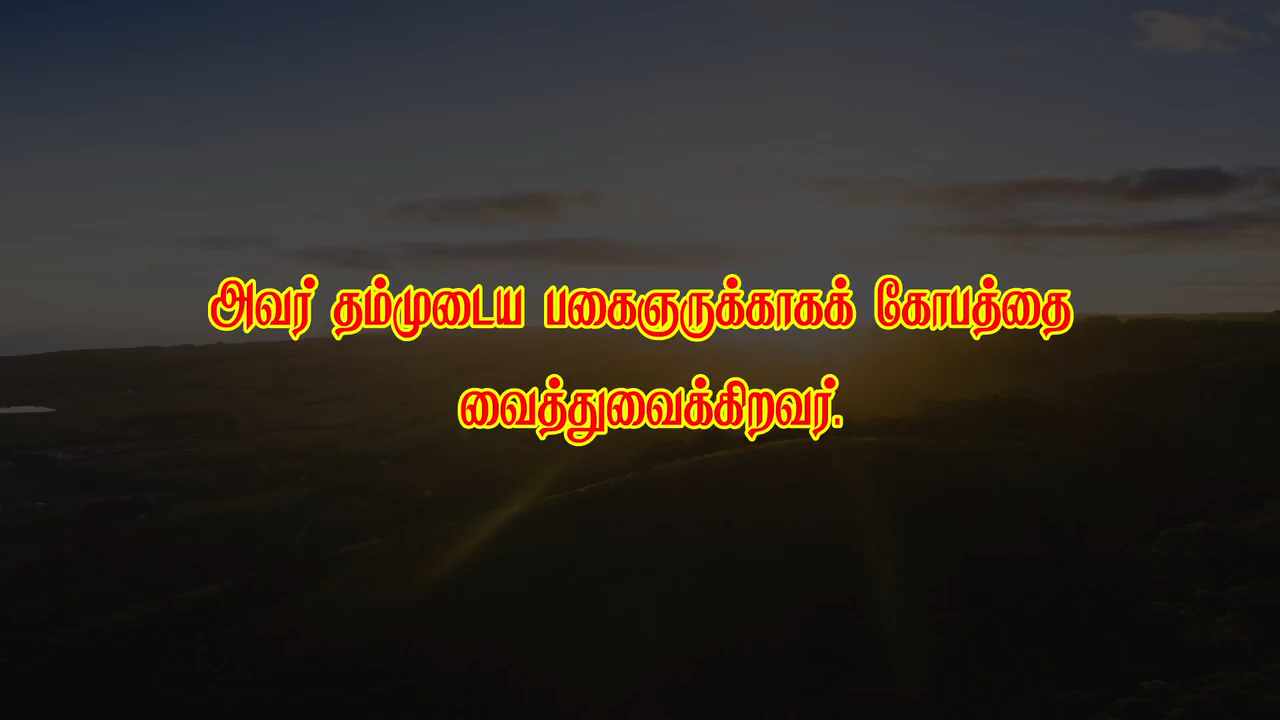 அவர் தம்முடைய பகைஞருக்காகக் கோபத்தை
வைத்துவைக்கிறவர்.